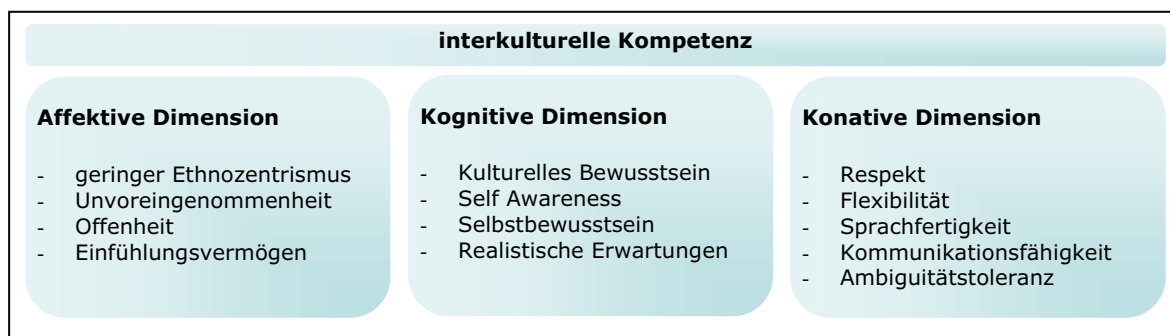 interkulturelle Kompetenz
Affektive Dimension
- geringer Ethnozentrismus
- Unvoreingenommenheit
- Offenheit
- Einfühlungsvermögen
Kognitive Dimension
- Kulturelles Bewusstsein
- Self Awareness
- Selbstbewusstsein
- Realistische Erwartungen
Konative Dimension
- Respekt
- Flexibilität
- Sprachfertigkeit
- Kommunikationsfähigkeit
- Ambiguitätstoleranz